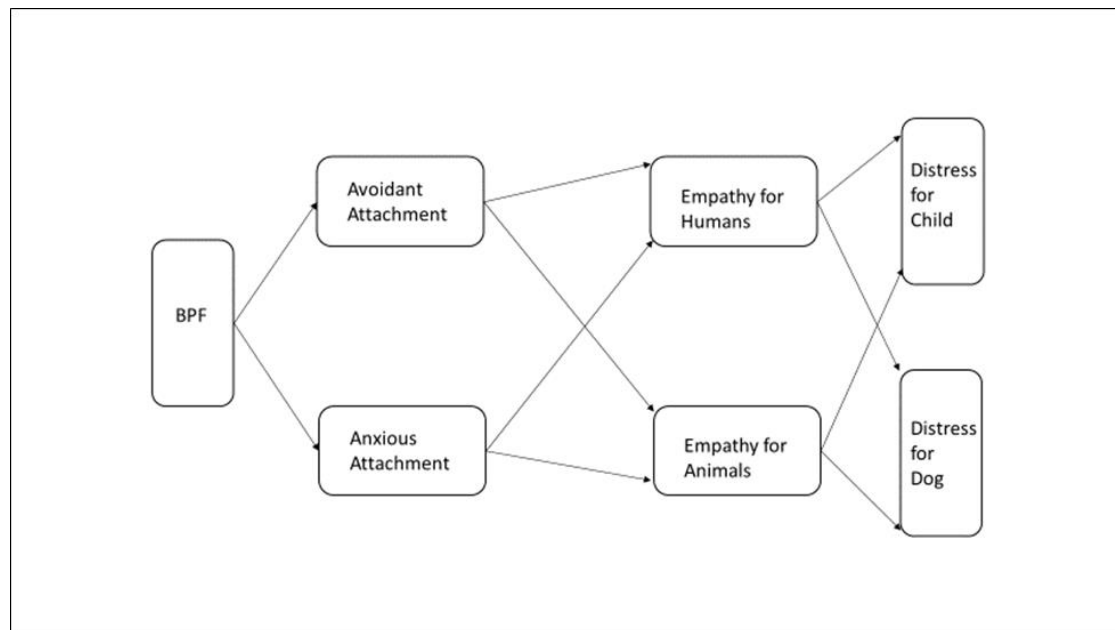 BPF
Avoidant
Attachment
Anxious
Attachment
Empathy for
Humans
Empathy for
Animals
Distress
for
Child
Distress
for
Dog